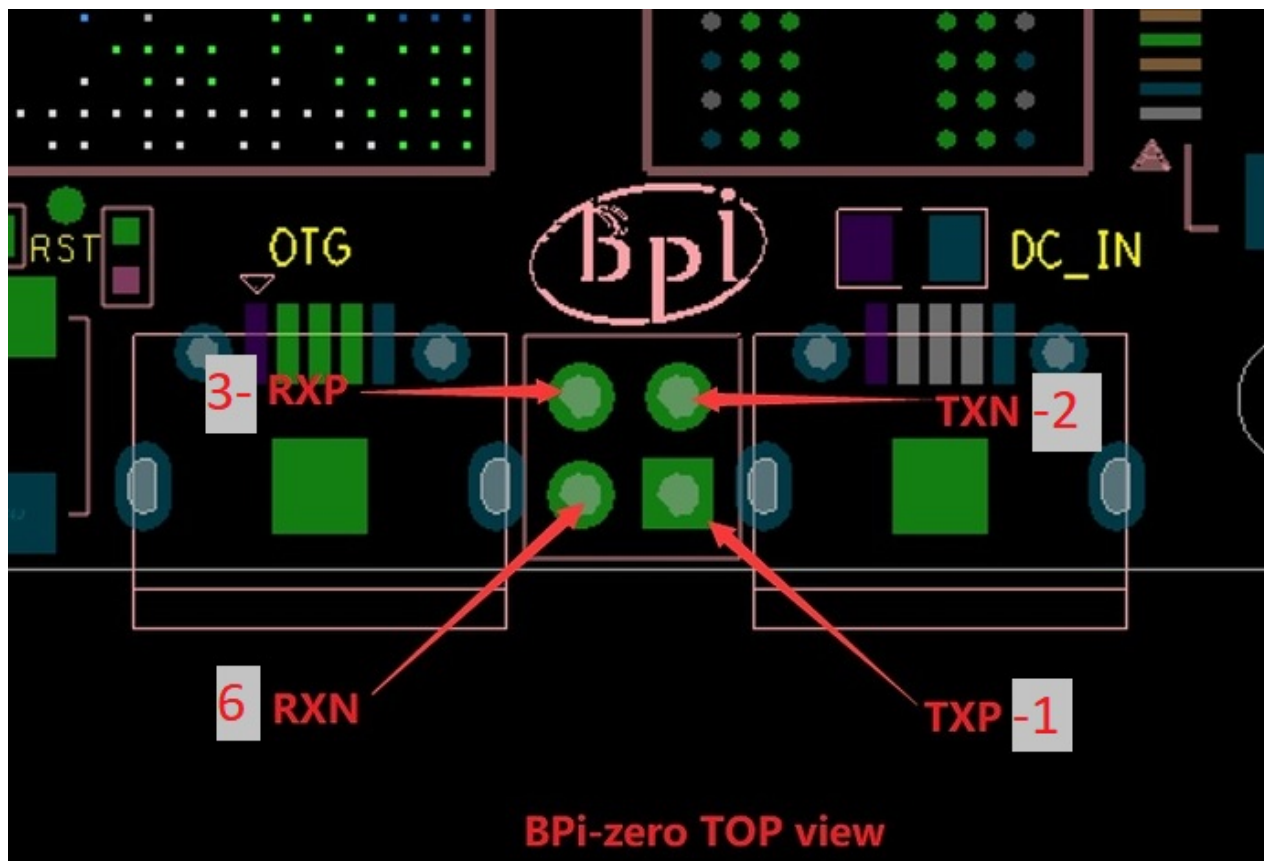 RST
OTG
Bpi
DC_IN
3- RXP
TXN -2
6 RXN
TXP -1
BPi-zero TOP view